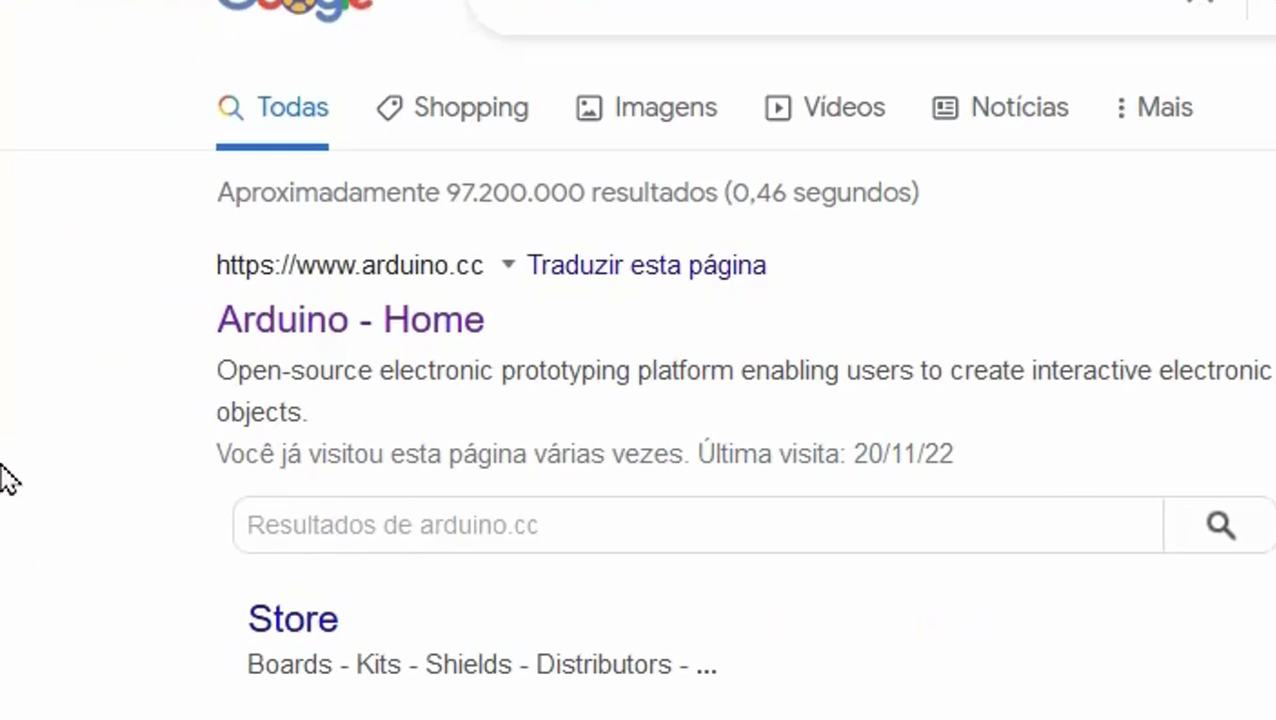 Google
Todas Shopping Imagens Vídeos Notícias Mais
Aproximadamente 97.200.000 resultados (0,46 segundos)
https://www.arduino.cc Traduzir esta página
Arduino - Home
Open-source electronic prototyping platform enabling users to create interactive electronic
objects.
Você já visitou esta página várias vezes. Última visita: 20/11/22
Resultados de arduino.cc
Store
Boards - Kits - Shields - Distributors - ...